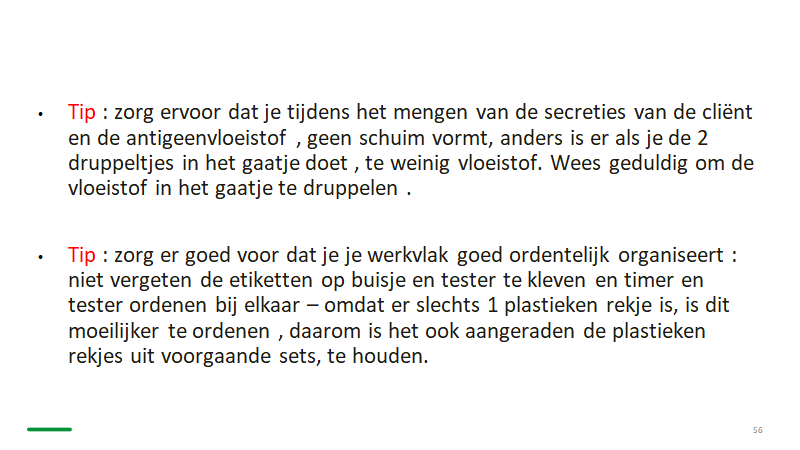 • Tip : zorg ervoor dat je tijdens het mengen van de secreties van de cliënt
en de antigeenvloeistof , geen schuim vormt, anders is er als je de 2
druppeltjes in het gaatje doet , te weinig vloeistof. Wees geduldig om de
vloeistof in het gaatje te druppelen .
• Tip : zorg er goed voor dat je je werkvlak goed ordentelijk organiseert :
niet vergeten de etiketten op buisje en tester te kleven en timer en
tester ordenen bij elkaar – omdat er slechts 1 plastieken rekje is, is dit
moeilijker te ordenen , daarom is het ook aangeraden de plastieken
rekjes uit voorgaande sets, te houden.
56